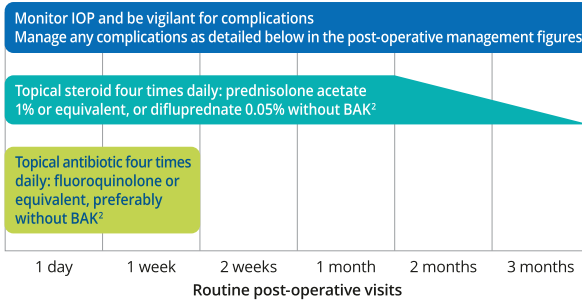 Monitor IOP and be vigilant for complications
Manage any complications as detailed below in the post-operative management figures
Topical steroid four times daily: prednisolone acetate
1% or equivalent, or difluprednate 0.05% without BAK²
Topical antibiotic four times
daily: fluoroquinolone or
equivalent, preferably
without BAK²
1 day 1 week 2 weeks 1 month 2 months 3 months
Routine post-operative visits